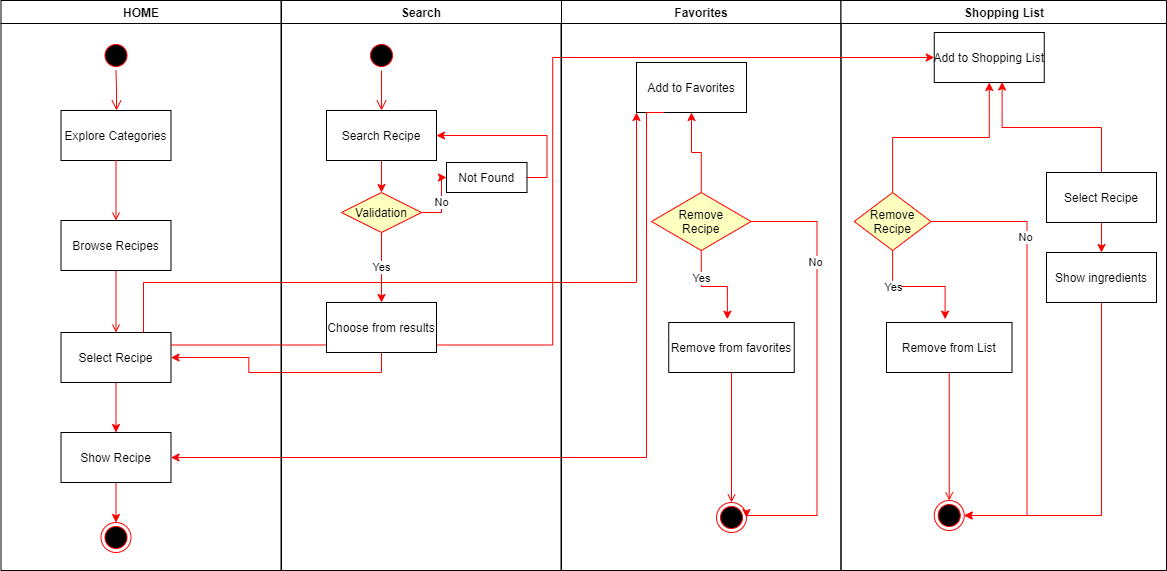 HOME
Search
Favorites
Shopping List
Explore Categories
Browse Recipes
Select Recipe
Show Recipe
Search Recipe
Not Found
Validation
No
Yes
Choose from results
Add to Favorites
Remove
Recipe
No
Yes
Remove from favorites
Add to Shopping List
Remove
Recipe
No
Yes
Remove from List
Select Recipe
Show ingredients